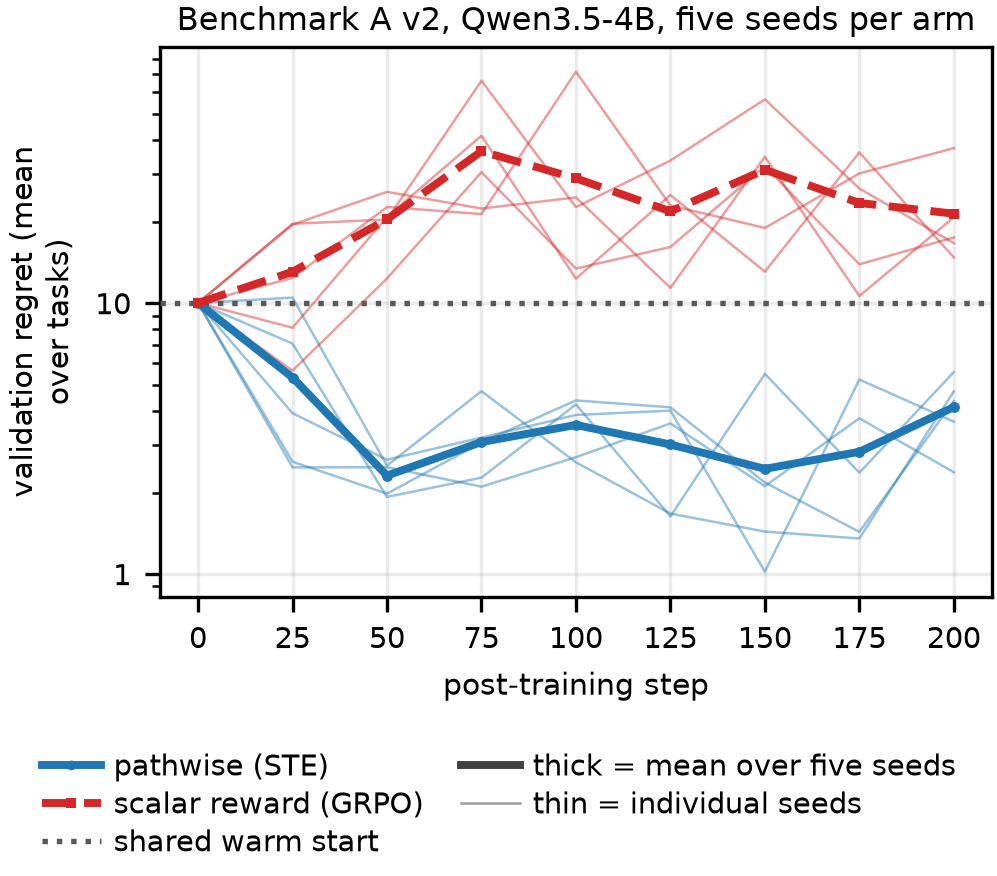 Benchmark A v2, Qwen3.5-4B, five seeds per arm
validation regret (mean
over tasks)
10
1
0 25 50 75 100 125 150 175 200
post-training step
pathwise (STE)
scalar reward (GRPO)
shared warm start
thick = mean over five seeds
thin = individual seeds